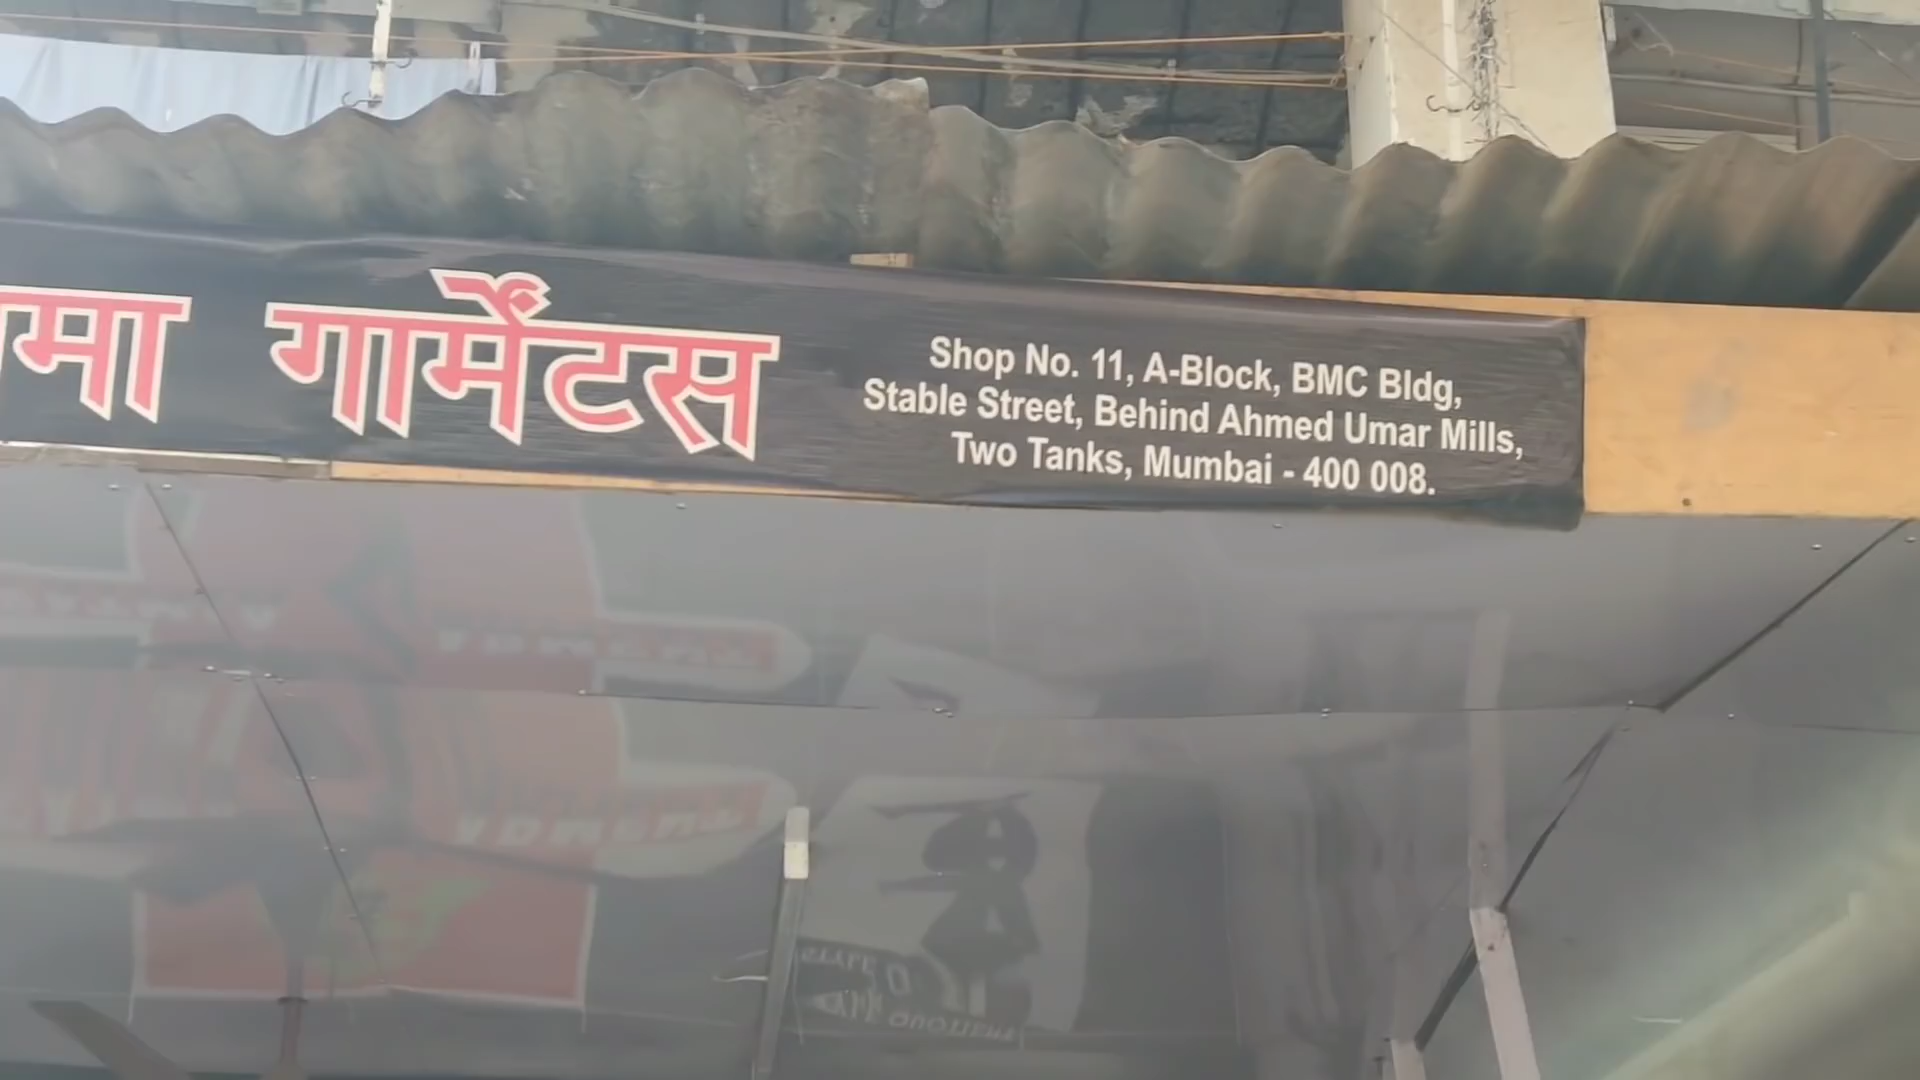 मा गार्मेंटस
Shop No. 11, A-Block, BMC Bldg,
Stable Street, Behind Ahmed Umar Mills,
Two Tanks, Mumbai - 400 008.